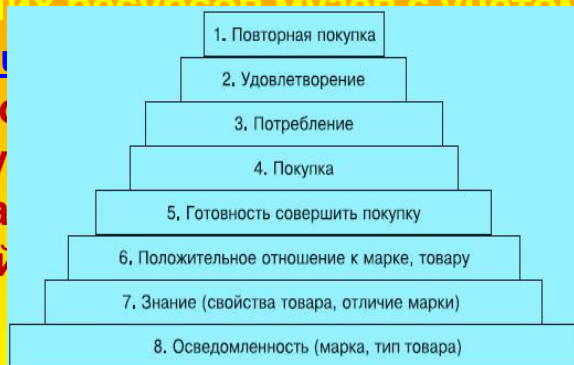 1. Повторная покупка
2. Удовлетворение
3. Потребление
4. Покупка
5. Готовность совершить покупку
6. Положительное отношение к марке, товару
7. Знание (свойства товара, отличие марки)
8. Осведомленность (марка, тип товара)